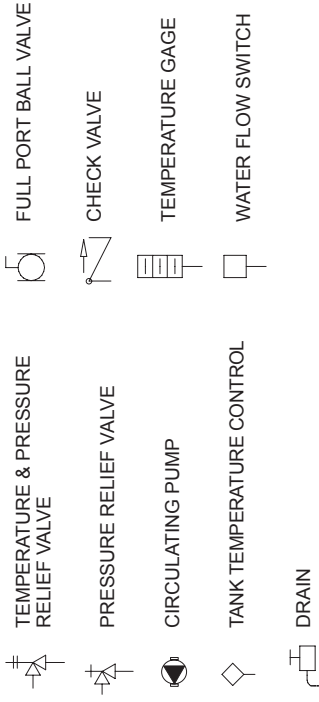 TEMPERATURE & PRESSURE
RELIEF VALVE
PRESSURE RELIEF VALVE
CIRCULATING PUMP
TANK TEMPERATURE CONTROL
DRAIN
FULL PORT BALL VALVE
CHECK VALVE
TEMPERATURE GAGE
WATER FLOW SWITCH